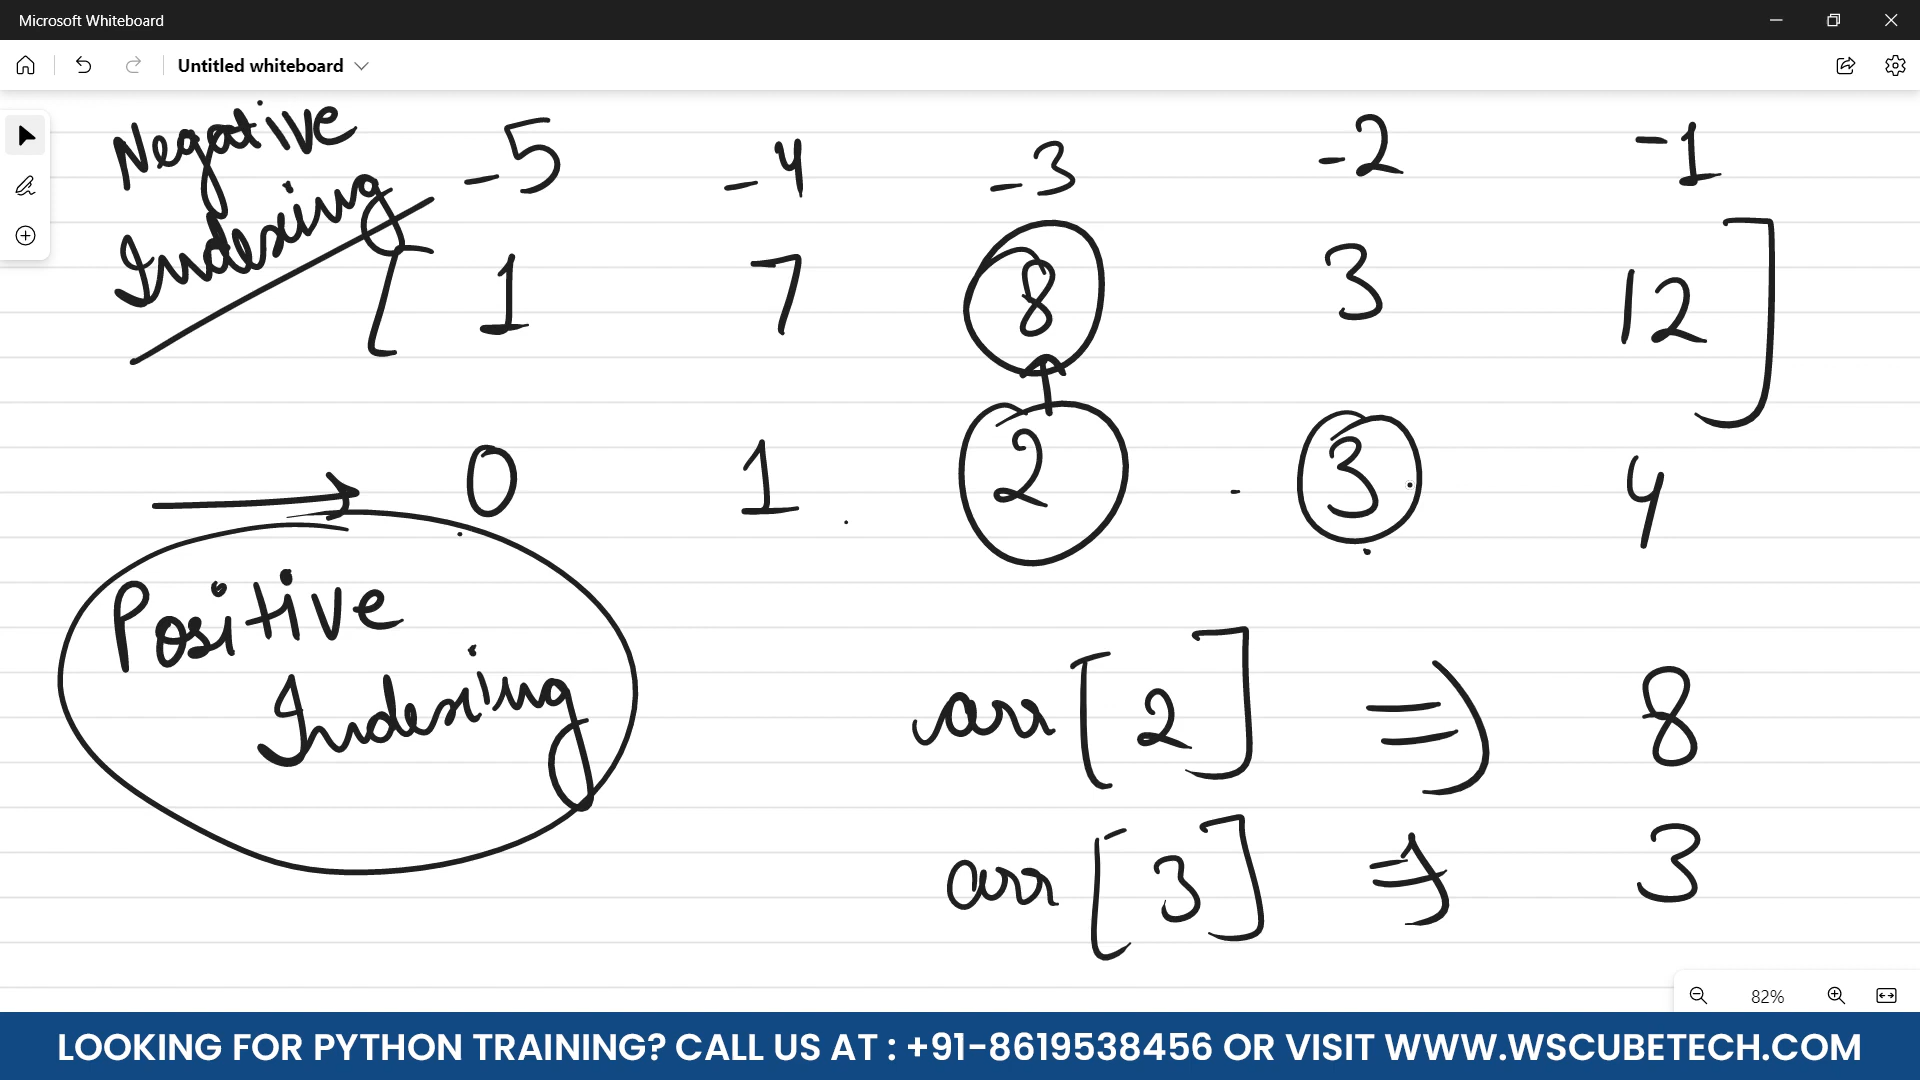 Microsoft Whiteboard
Untitled whiteboard
Negative -5 -4 -3 -2 -1
Indexing
[ 1 7 8 3 12 ]
0 1 2 3 4
Positive
Indexing
arr [ 2 ] => 8
arr [ 3 ] => 3
82%
LOOKING FOR PYTHON TRAINING? CALL US AT : +91-8619538456 OR VISIT WWW.WSCUBETECH.COM